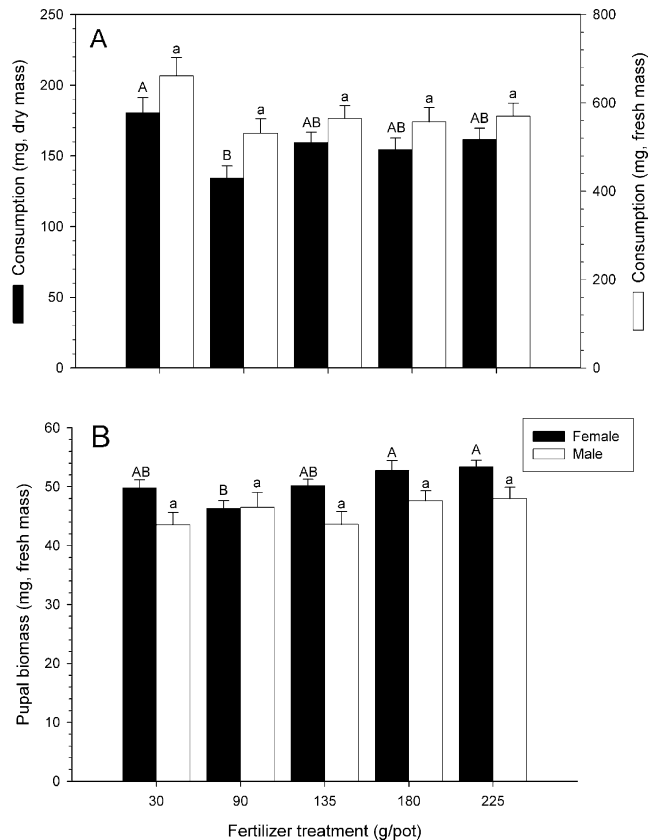 A
Consumption (mg, dry mass)
Consumption (mg, fresh mass)
250
200
150
100
50
0
800
600
400
200
0
A a
B a
AB a
AB a
AB a
B
Female
Male
Pupal biomass (mg, fresh mass)
60
50
40
30
20
10
0
AB a
B a
AB a
A a
A a
30 90 135 180 225
Fertilizer treatment (g/pot)